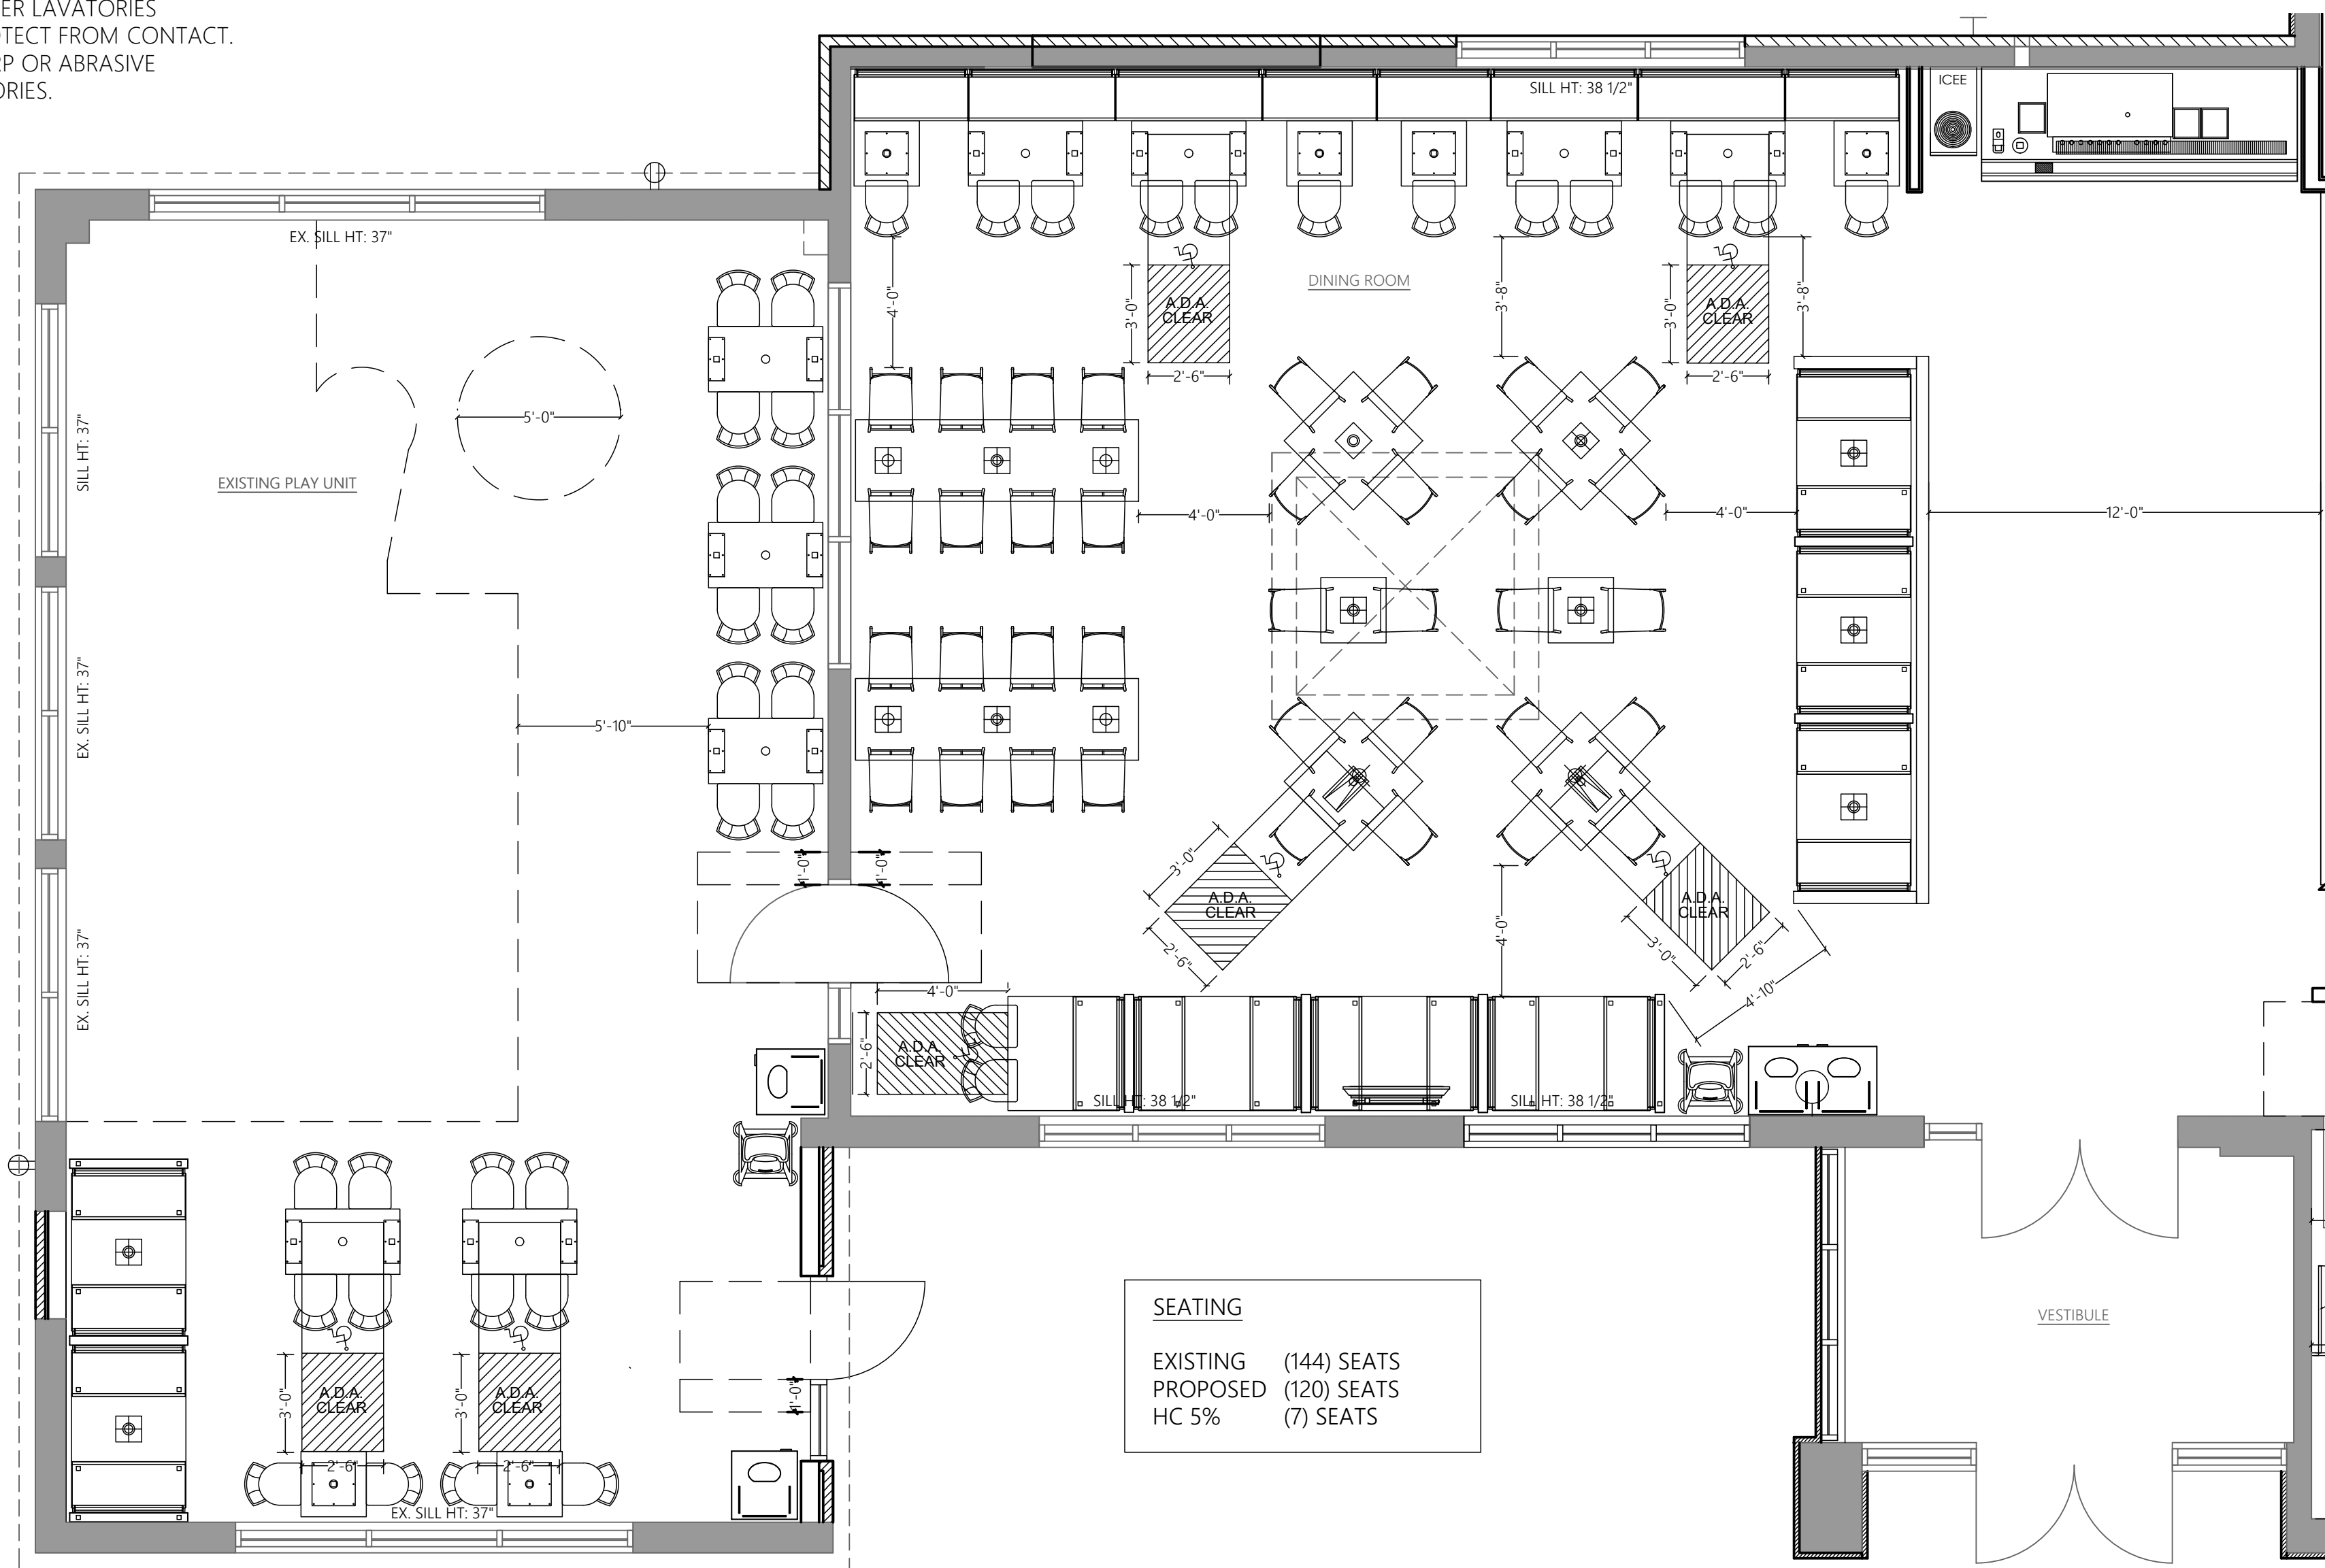 ER LAVATORIES
OTECT FROM CONTACT.
RP OR ABRASIVE
ORIES.
ICEE
SILL HT: 38 1/2"
EX. SILL HT: 37"
DINING ROOM
4'-0"
3'-0"
A.D.A.
CLEAR
2'-6"
3'-8"
3'-0"
A.D.A.
CLEAR
2'-6"
3'-8"
5'-0"
SILL HT: 37"
EXISTING PLAY UNIT
4'-0"
4'-0"
12'-0"
EX. SILL HT: 37"
5'-10"
1'-0"
1'-0"
3'-0"
A.D.A.
CLEAR
2'-6"
4'-0"
A.D.A.
CLEAR
3'-0"
2'-6"
4'-10"
EX. SILL HT: 37"
4'-0"
2'-6"
A.D.A.
CLEAR
SILL HT: 38 1/2"
SILL HT: 38 1/2"
SEATING
EXISTING (144) SEATS
PROPOSED (120) SEATS
HC 5% (7) SEATS
VESTIBULE
3'-0"
A.D.A.
CLEAR
2'-6"
3'-0"
A.D.A.
CLEAR
2'-6"
1'-0"
EX. SILL HT: 37"